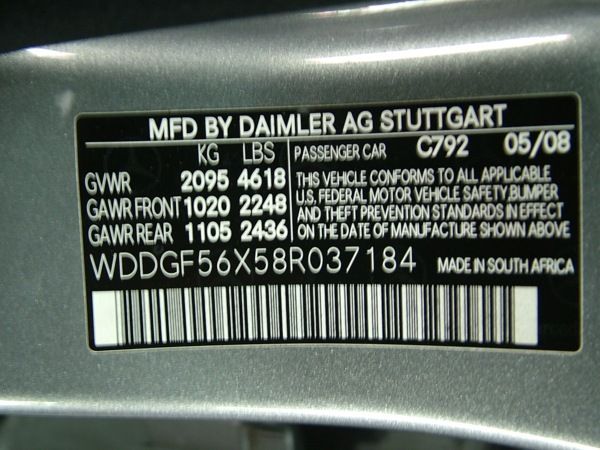 MFD BY DAIMLER AG STUTTGART
KG LBS PASSENGER CAR C792 05/08
GVWR 2095 4618 THIS VEHICLE CONFORMS TO ALL APPLICABLE
GAWR FRONT 1020 2248 U.S. FEDERAL MOTOR VEHICLE SAFETY, BUMPER
GAWR REAR 1105 2436 AND THEFT PREVENTION STANDARDS IN EFFECT
ON THE DATE OF MANUFACTURE SHOWN ABOVE
WDDGF56X58R037184 MADE IN SOUTH AFRICA